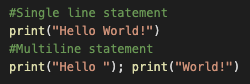 #Single line statement
print("Hello World!")
#Multiline statement
print("Hello "); print("World!")